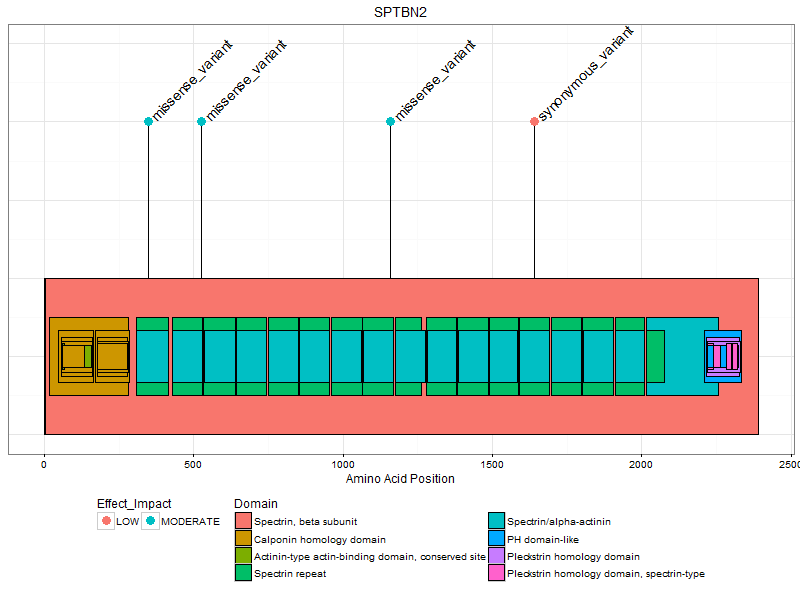 SPTBN2
missense_variant
missense_variant
missense_variant
synonymous_variant
0 500 1000 1500 2000 2500
Amino Acid Position
Effect_Impact
LOW MODERATE
Domain
Spectrin, beta subunit
Calponin homology domain
Actinin-type actin-binding domain, conserved site
Spectrin repeat
Spectrin/alpha-actinin
PH domain-like
Pleckstrin homology domain
Pleckstrin homology domain, spectrin-type